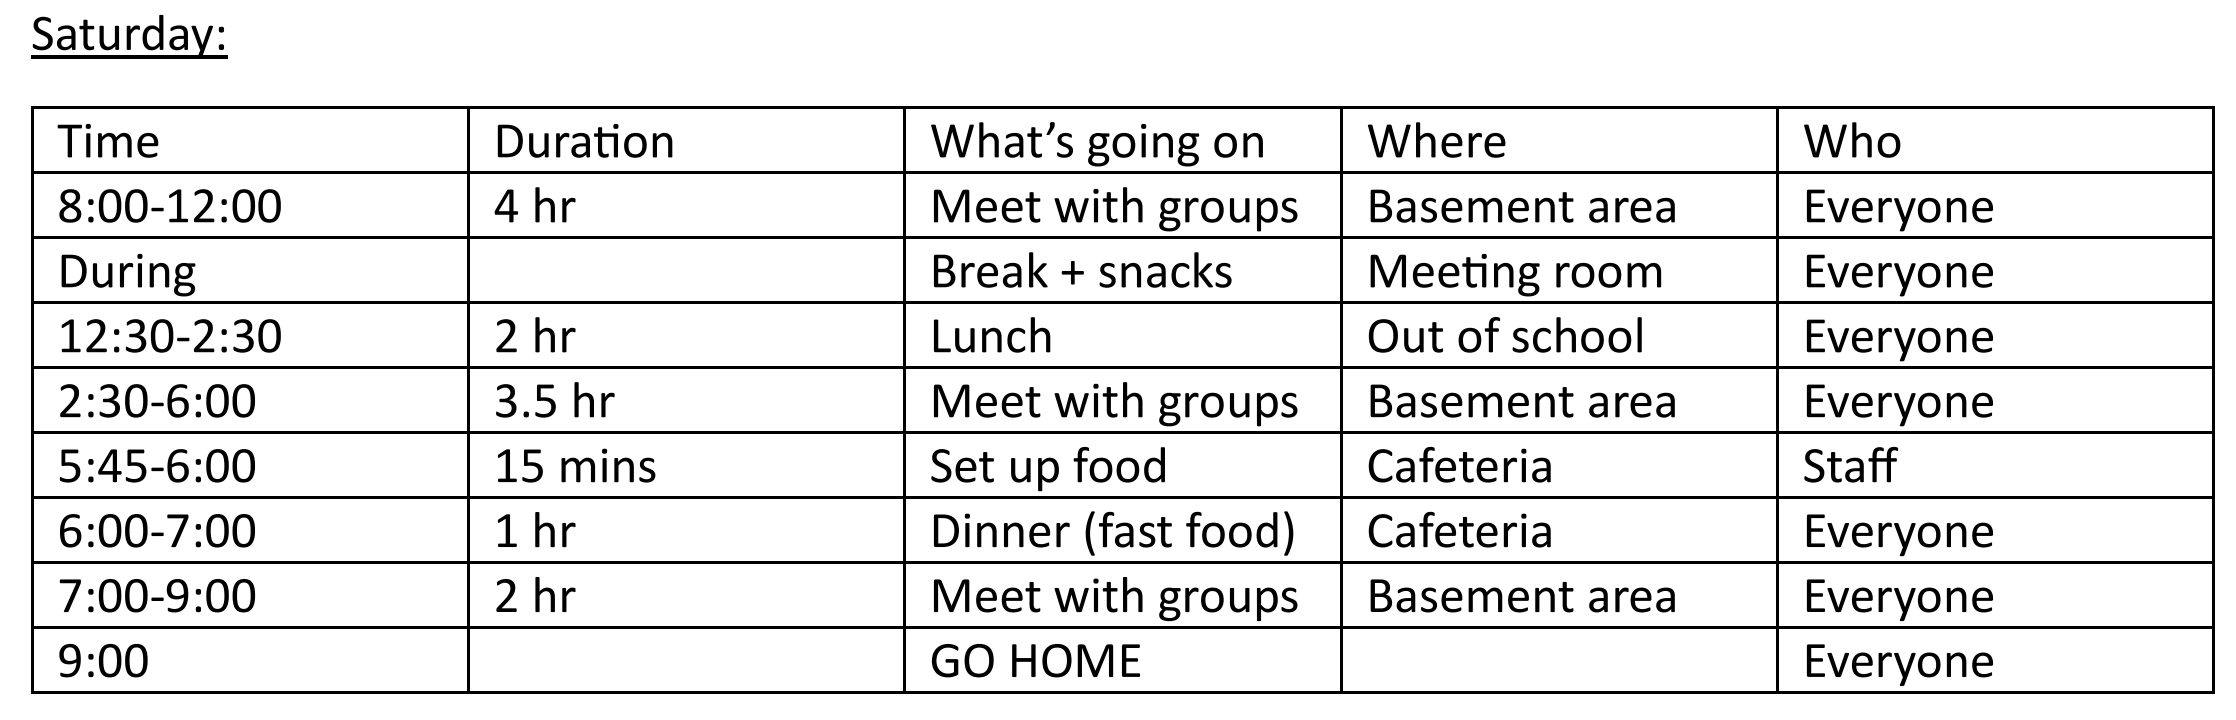 Saturday:
Time Duration What’s going on Where Who
8:00-12:00 4 hr Meet with groups Basement area Everyone
During Break + snacks Meeting room Everyone
12:30-2:30 2 hr Lunch Out of school Everyone
2:30-6:00 3.5 hr Meet with groups Basement area Everyone
5:45-6:00 15 mins Set up food Cafeteria Staff
6:00-7:00 1 hr Dinner (fast food) Cafeteria Everyone
7:00-9:00 2 hr Meet with groups Basement area Everyone
9:00 GO HOME Everyone